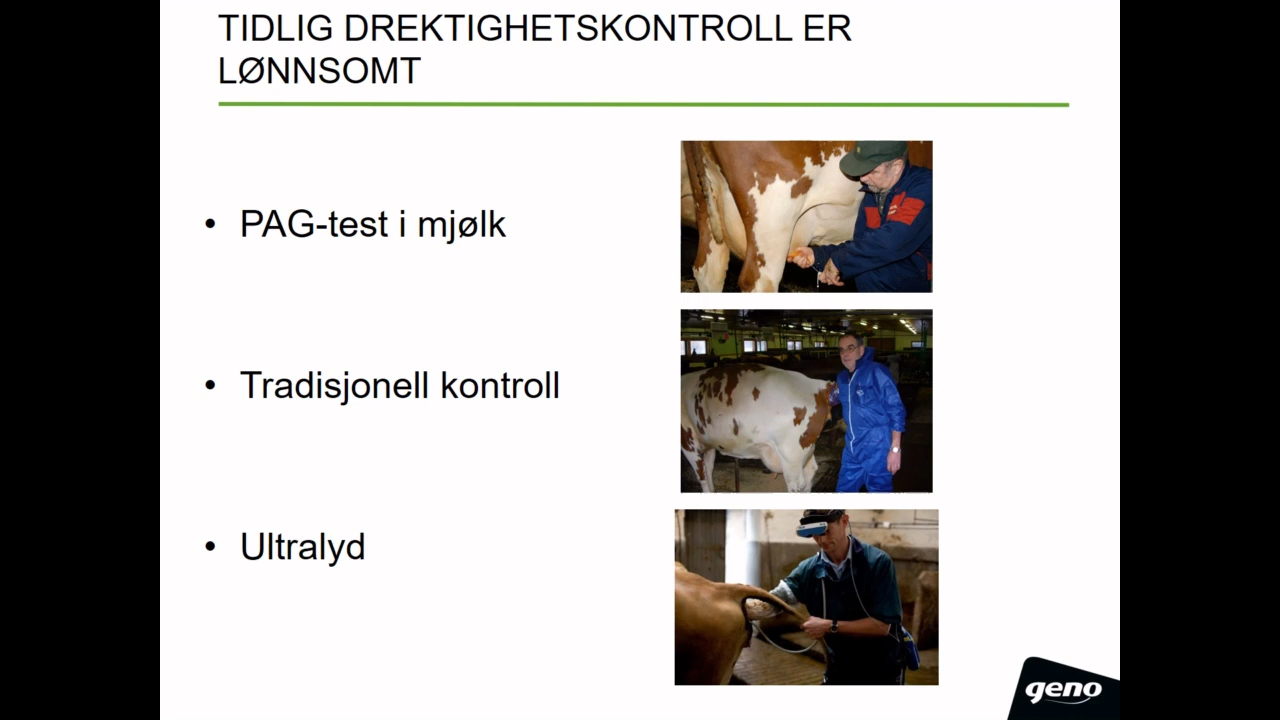 TIDLIG DREKTIGHETSKONTROLL ER
LØNNSOMT
• PAG-test i mjølk
• Tradisjonell kontroll
• Ultralyd
geno